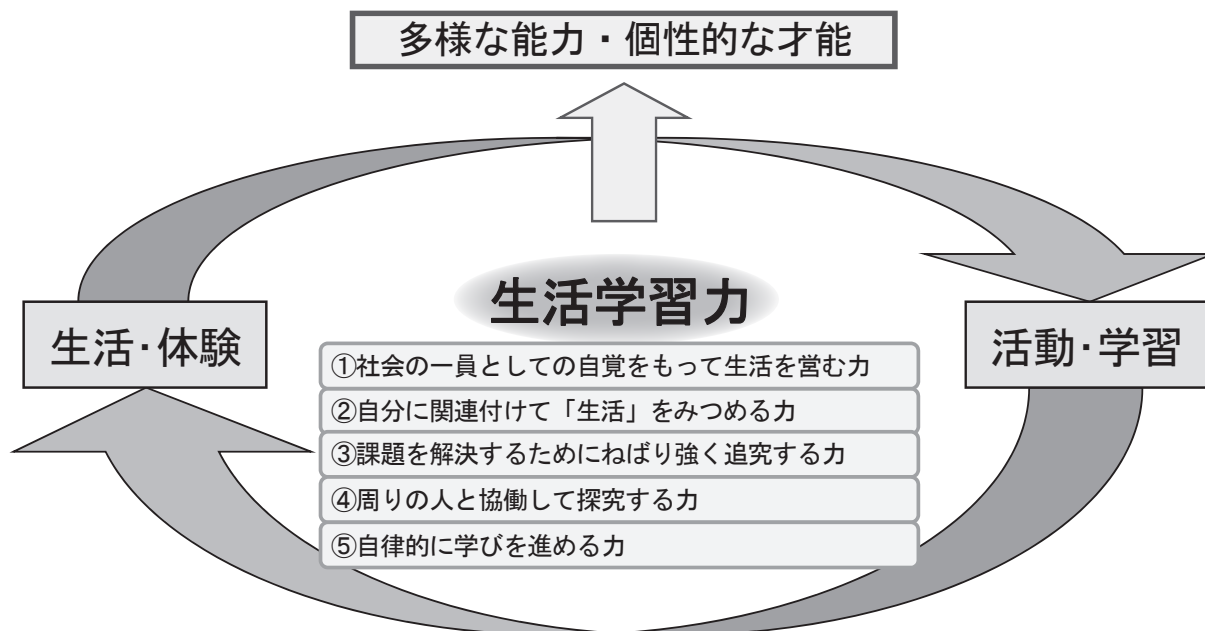 多様な能力・個性的な才能
生活学習力
生活・体験
活動・学習
①社会の一員としての自覚をもって生活を営む力
②自分に関連付けて「生活」をみつめる力
③課題を解決するためにねばり強く追究する力
④周りの人と協働して探究する力
⑤自律的に学びを進める力